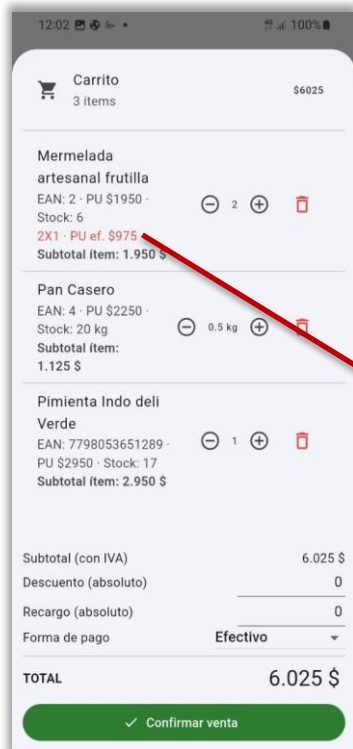 12:02 100%
Carrito
3 ítems
$6025
Mermelada
artesanal frutilla
EAN: 2 · PU $1950 ·
Stock: 6
2X1 · PU ef. $975
Subtotal ítem: 1.950 $
2
Pan Casero
EAN: 4 · PU $2250 ·
Stock: 20 kg
Subtotal ítem:
1.125 $
0.5 kg
Pimienta Indo deli
Verde
EAN: 7798053651289 ·
PU $2950 · Stock: 17
Subtotal ítem: 2.950 $
1
Subtotal (con IVA) 6.025 $
Descuento (absoluto) 0
Recargo (absoluto) 0
Forma de pago Efectivo
TOTAL 6.025 $
Confirmar venta